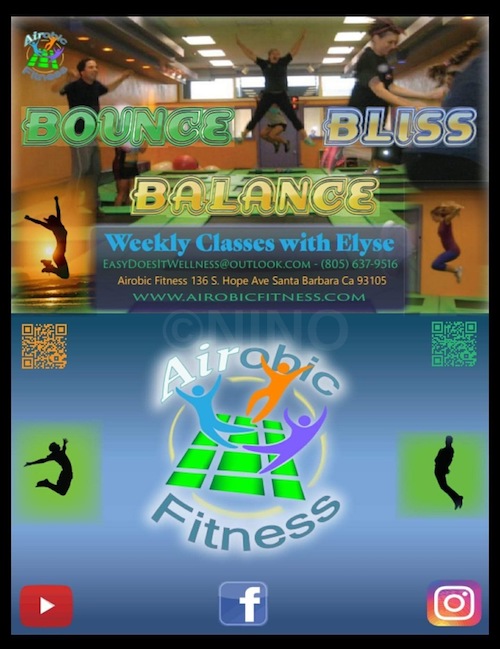 Airobic
Fitness
BOUNCE BLISS
BALANCE
Weekly Classes with Elyse
EasyDoesItWellness@outlook.com - (805) 637-9516
Airobic Fitness 136 S. Hope Ave Santa Barbara Ca 93105
www.airobicfitness.com
©NINO
Airobic
Fitness